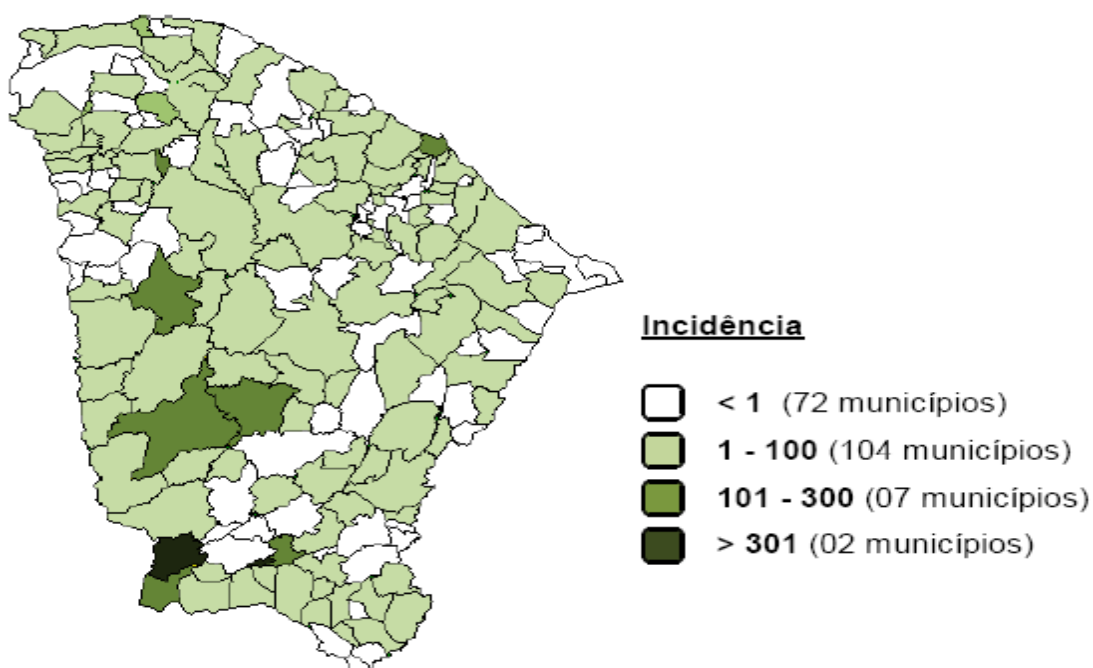 Incidência
< 1 (72 municípios)
1 - 100 (104 municípios)
101 - 300 (07 municípios)
> 301 (02 municípios)